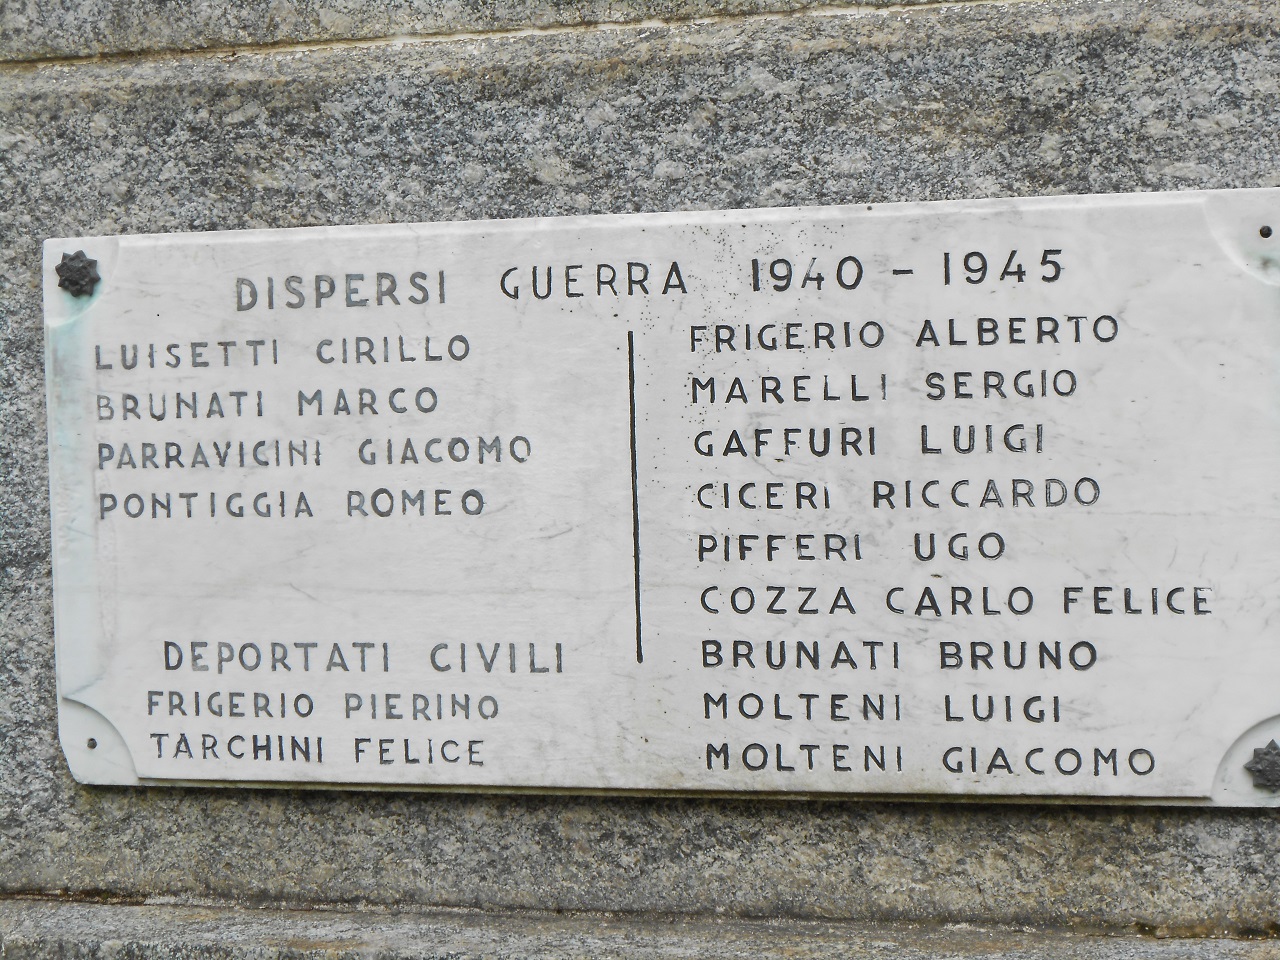 DISPERSI GUERRA 1940 - 1945
LUISETTI CIRILLO
BRUNATI MARCO
PARRAVICINI GIACOMO
PONTIGGIA ROMEO
DEPORTATI CIVILI
FRIGERIO PIERINO
TARCHINI FELICE
FRIGERIO ALBERTO
MARELLI SERGIO
GAFFURI LUIGI
CICERI RICCARDO
PIFFERI UGO
COZZA CARLO FELICE
BRUNATI BRUNO
MOLTENI LUIGI
MOLTENI GIACOMO